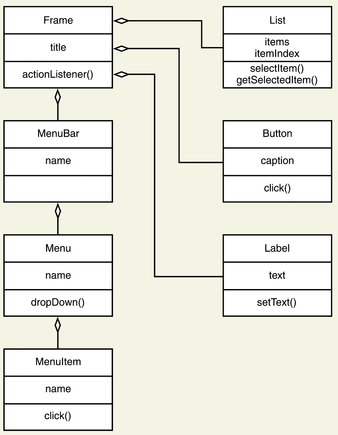 Frame
title
actionListener()
List
items
itemIndex
selectItem()
getSelectedItem()
MenuBar
name
Button
caption
click()
Menu
name
dropDown()
Label
text
setText()
MenuItem
name
click()